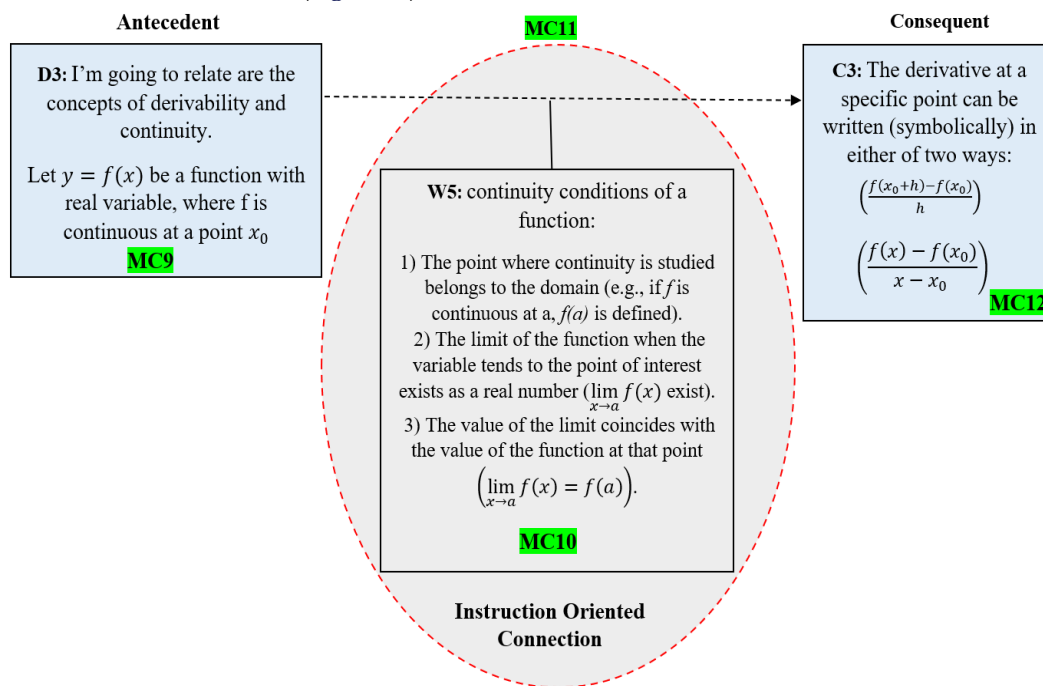 Antecedent
MC11
Consequent
D3: I'm going to relate are the
concepts of derivability and
continuity.
Let y = f(x) be a function with
real variable, where f is
continuous at a point x₀
MC9
W5: continuity conditions of a
function:
1) The point where continuity is studied
belongs to the domain (e.g., if f is
continuous at a, f(a) is defined).
2) The limit of the function when the
variable tends to the point of interest
exists as a real number (lim x→a f(x) exist).
3) The value of the limit coincides with
the value of the function at that point
(lim x→a f(x) = f(a)).
MC10
Instruction Oriented
Connection
C3: The derivative at a
specific point can be
written (symbolically) in
either of two ways:
((f(x₀+h)−f(x₀))/h)
((f(x) − f(x₀))/(x − x₀))
MC12